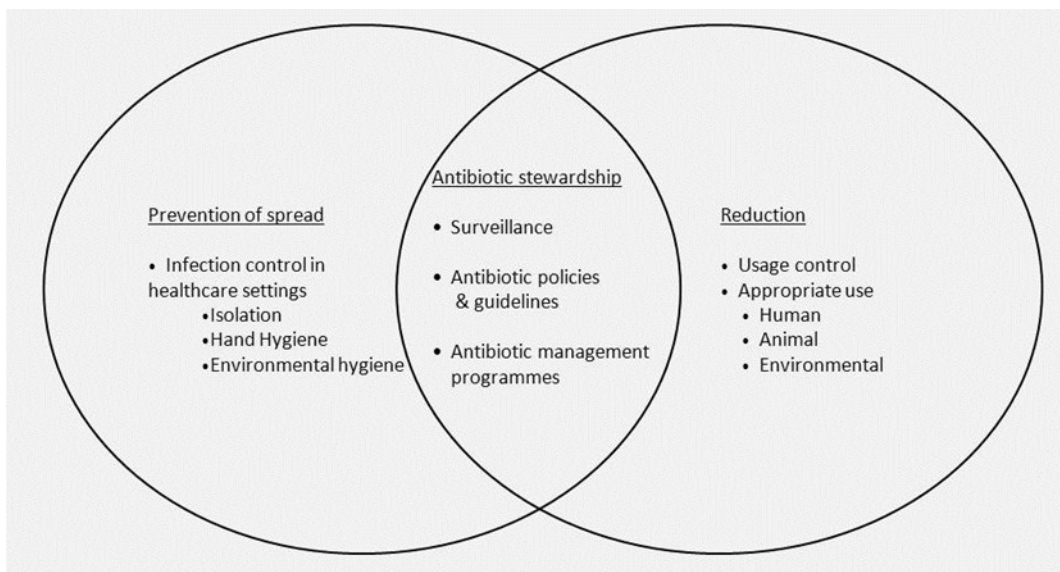 Prevention of spread
• Infection control in
healthcare settings
•Isolation
•Hand Hygiene
•Environmental hygiene
Antibiotic stewardship
• Surveillance
• Antibiotic policies
& guidelines
• Antibiotic management
programmes
Reduction
• Usage control
• Appropriate use
• Human
• Animal
• Environmental